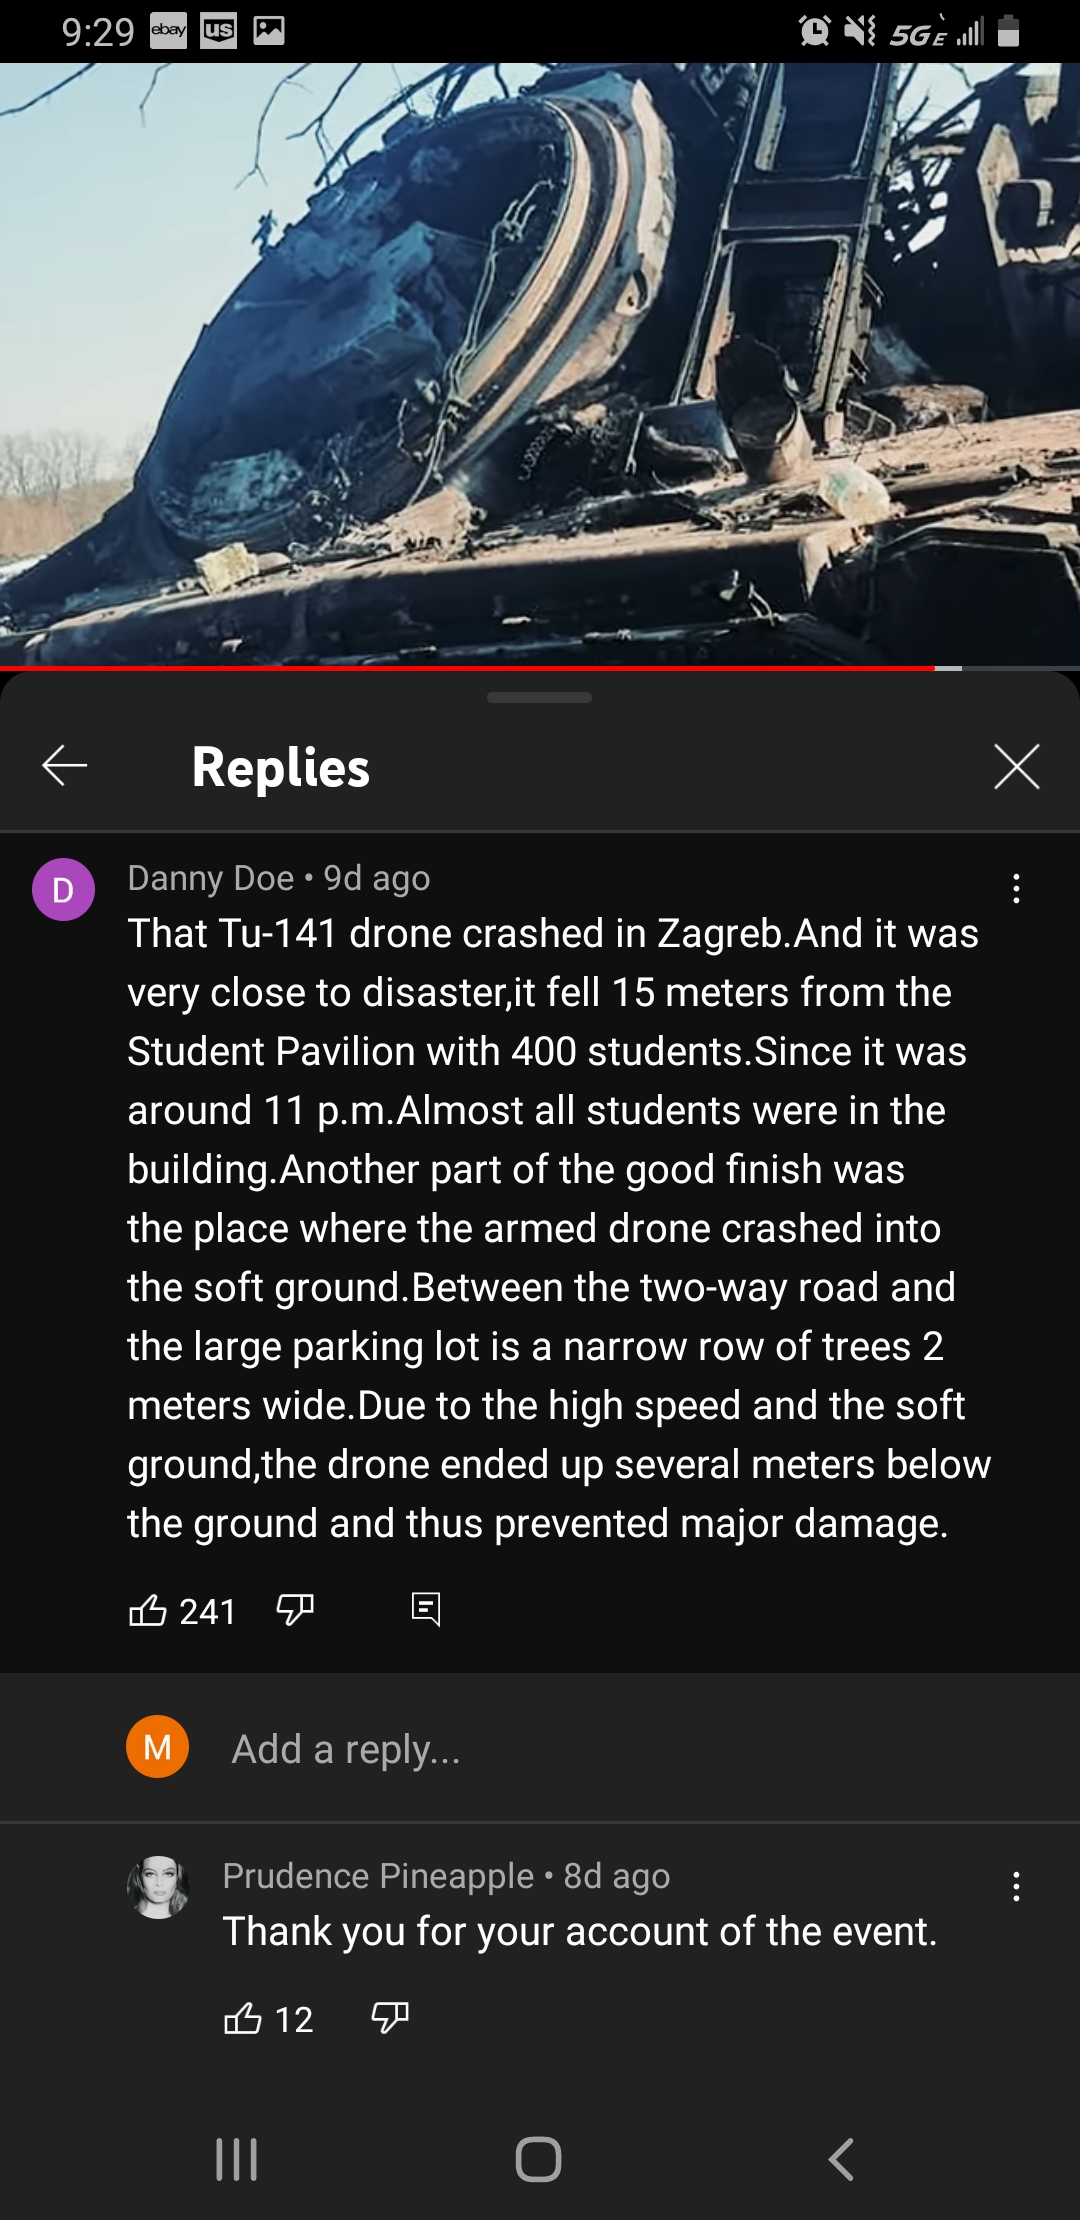 9:29 ebay us 5GE
Replies
D Danny Doe • 9d ago
That Tu-141 drone crashed in Zagreb.And it was
very close to disaster,it fell 15 meters from the
Student Pavilion with 400 students.Since it was
around 11 p.m.Almost all students were in the
building.Another part of the good finish was
the place where the armed drone crashed into
the soft ground.Between the two-way road and
the large parking lot is a narrow row of trees 2
meters wide.Due to the high speed and the soft
ground,the drone ended up several meters below
the ground and thus prevented major damage.
241
M Add a reply...
Prudence Pineapple • 8d ago
Thank you for your account of the event.
12